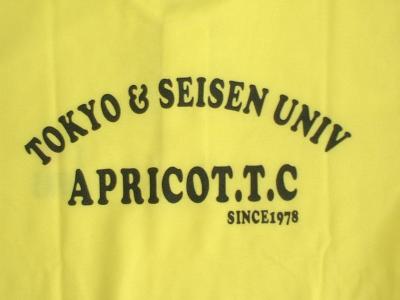 TOKYO & SEISEN UNIV
APRICOT.T.C
SINCE1978